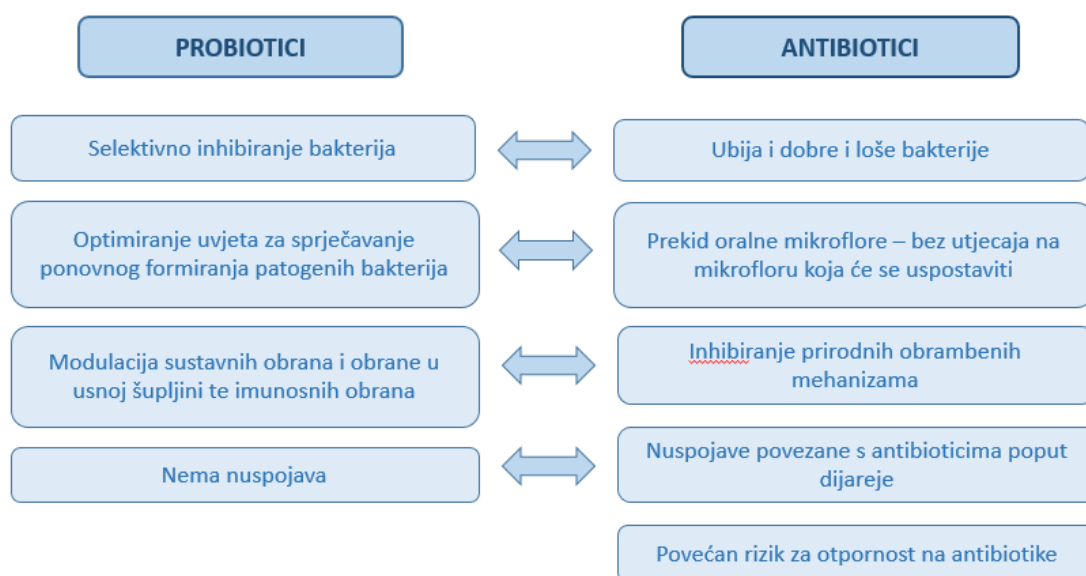 PROBIOTICI
ANTIBIOTICI
Selektivno inhibiranje bakterija
Ubija i dobre i loše bakterije
Optimiranje uvjeta za sprječavanje
ponovnog formiranja patogenih bakterija
Prekid oralne mikroflore – bez utjecaja na
mikrofloru koja će se uspostaviti
Modulacija sustavnih obrana i obrane u
usnoj šupljini te imunosnih obrana
Inhibiranje prirodnih obrambenih
mehanizama
Nema nuspojava
Nuspojave povezane s antibioticima poput
dijareje
Povećan rizik za otpornost na antibiotike